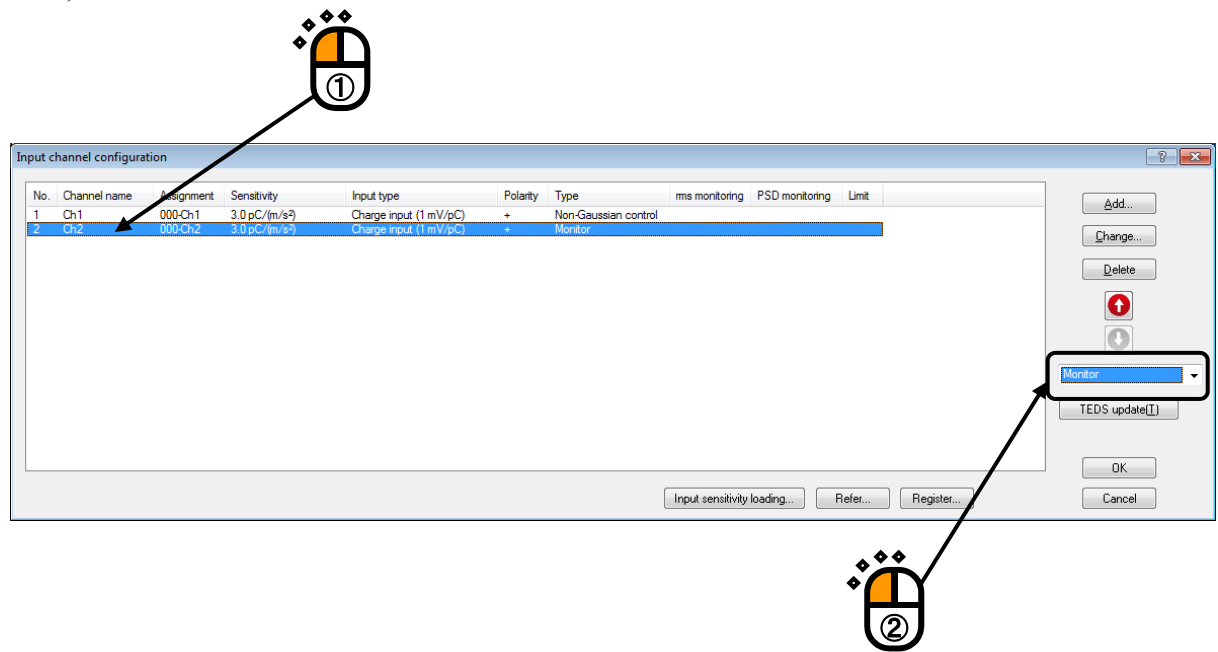 ①
Input channel configuration
No. Channel name Assignment Sensitivity Input type Polarity Type rms monitoring PSD monitoring Limit
1 Ch1 000-Ch1 3.0 pC/(m/s²) Charge input (1 mV/pC) + Non-Gaussian control
2 Ch2 000-Ch2 3.0 pC/(m/s²) Charge input (1 mV/pC) + Monitor
Add...
Change...
Delete
Monitor
TEDS update(T)
OK
Input sensitivity loading... Refer... Register... Cancel
②